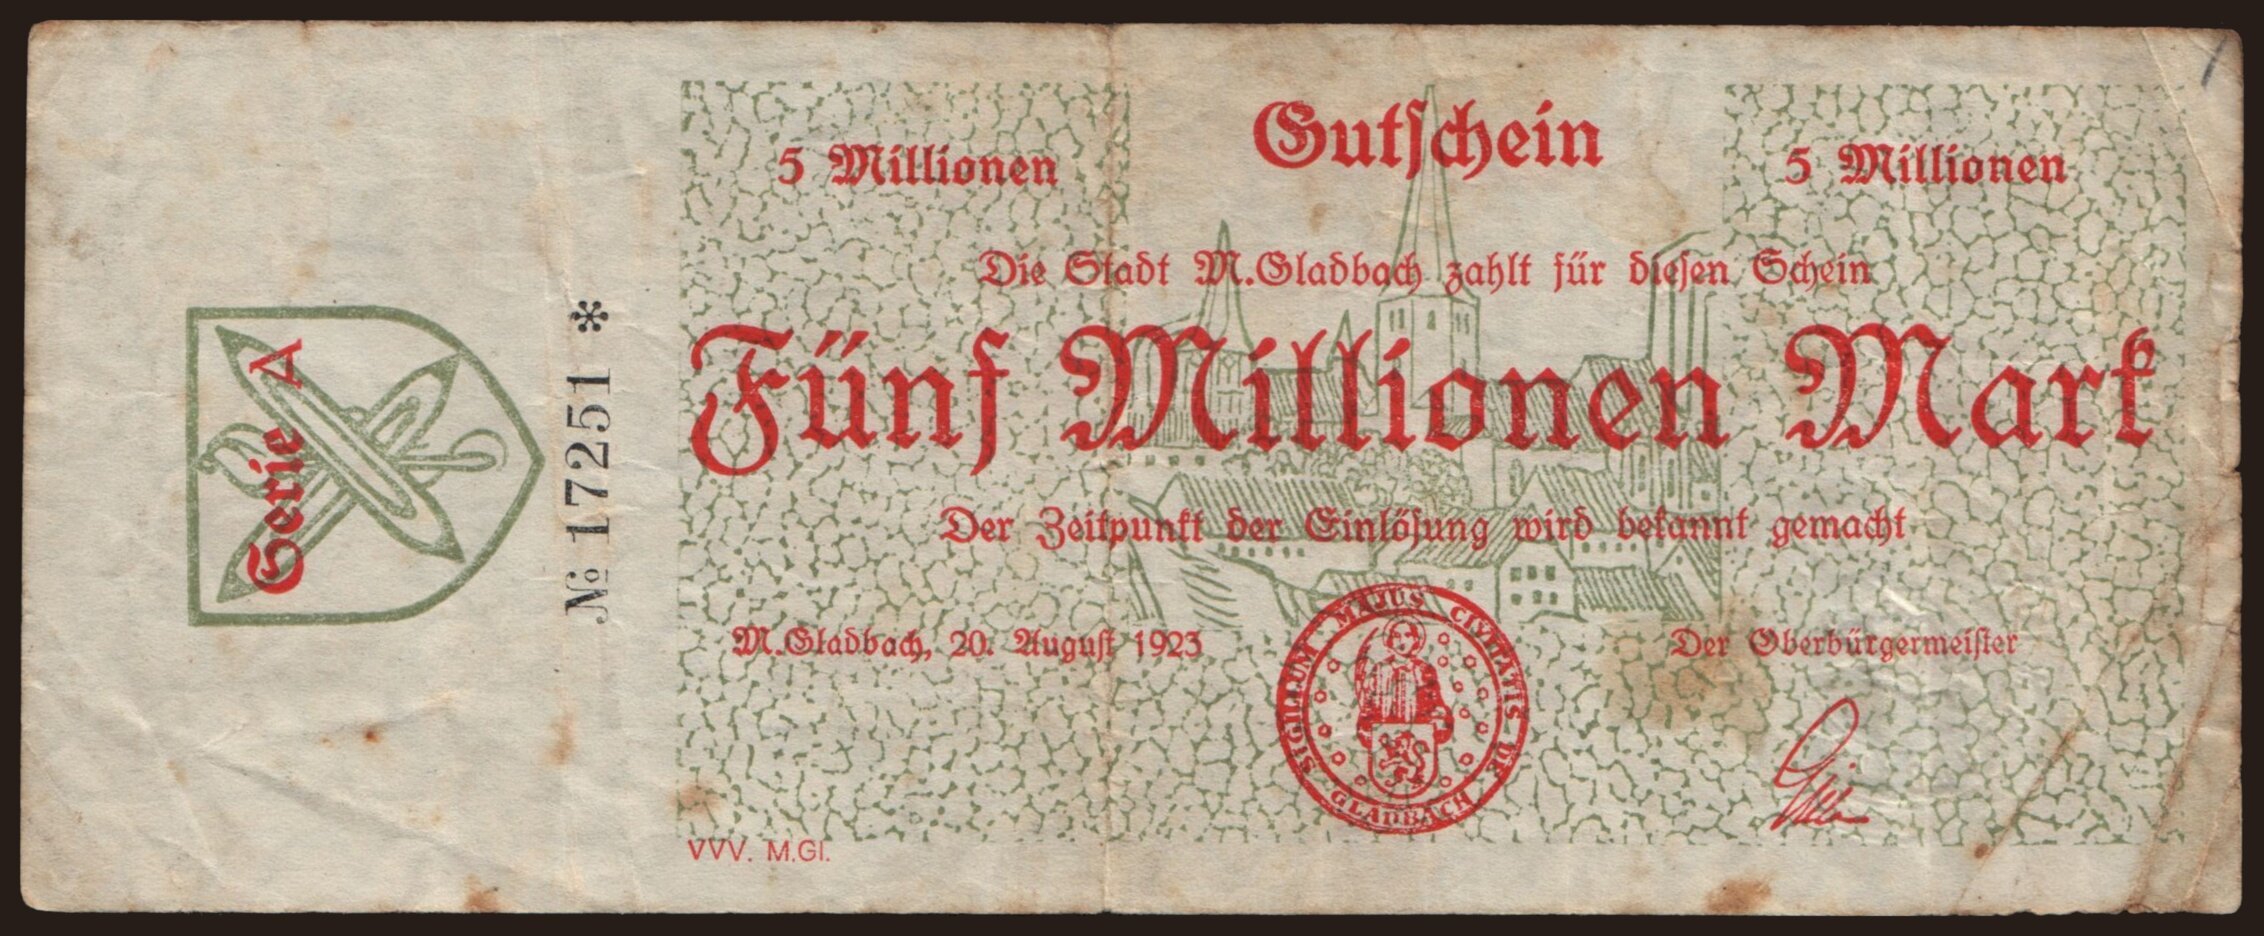 Serie A
№ 17251 *
Gutschein
5 Millionen
5 Millionen
Die Stadt M.Gladbach zahlt für diesen Schein
Fünf Millionen Mark
Der Zeitpunkt der Einlösung wird bekannt gemacht
M.Gladbach, 20. August 1923
Der Oberbürgermeister
SIGILLUM MAJUS CIVITATIS DE GLADBACH
VVV. M.Gl.